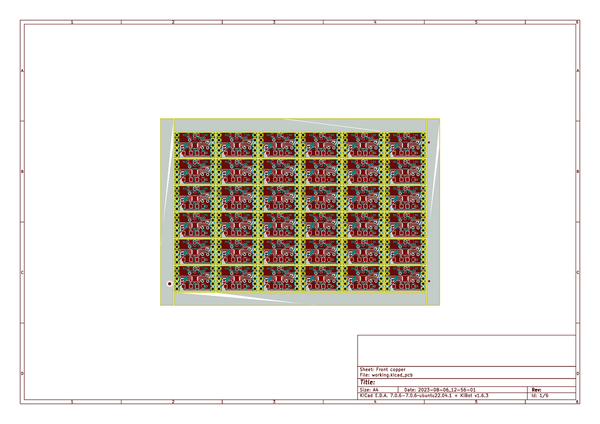 1 2 3 4 5 6
A A
B B
C C
D D
Sheet: Front copper
File: working.kicad_pcb
Title:
Size: A4 Date: 2023-08-06_12-56-01 Rev:
KiCad E.D.A. 7.0.6-7.0.6~ubuntu22.04.1 + KiBot v1.6.3 Id: 1/6
1 2 3 4 5 6